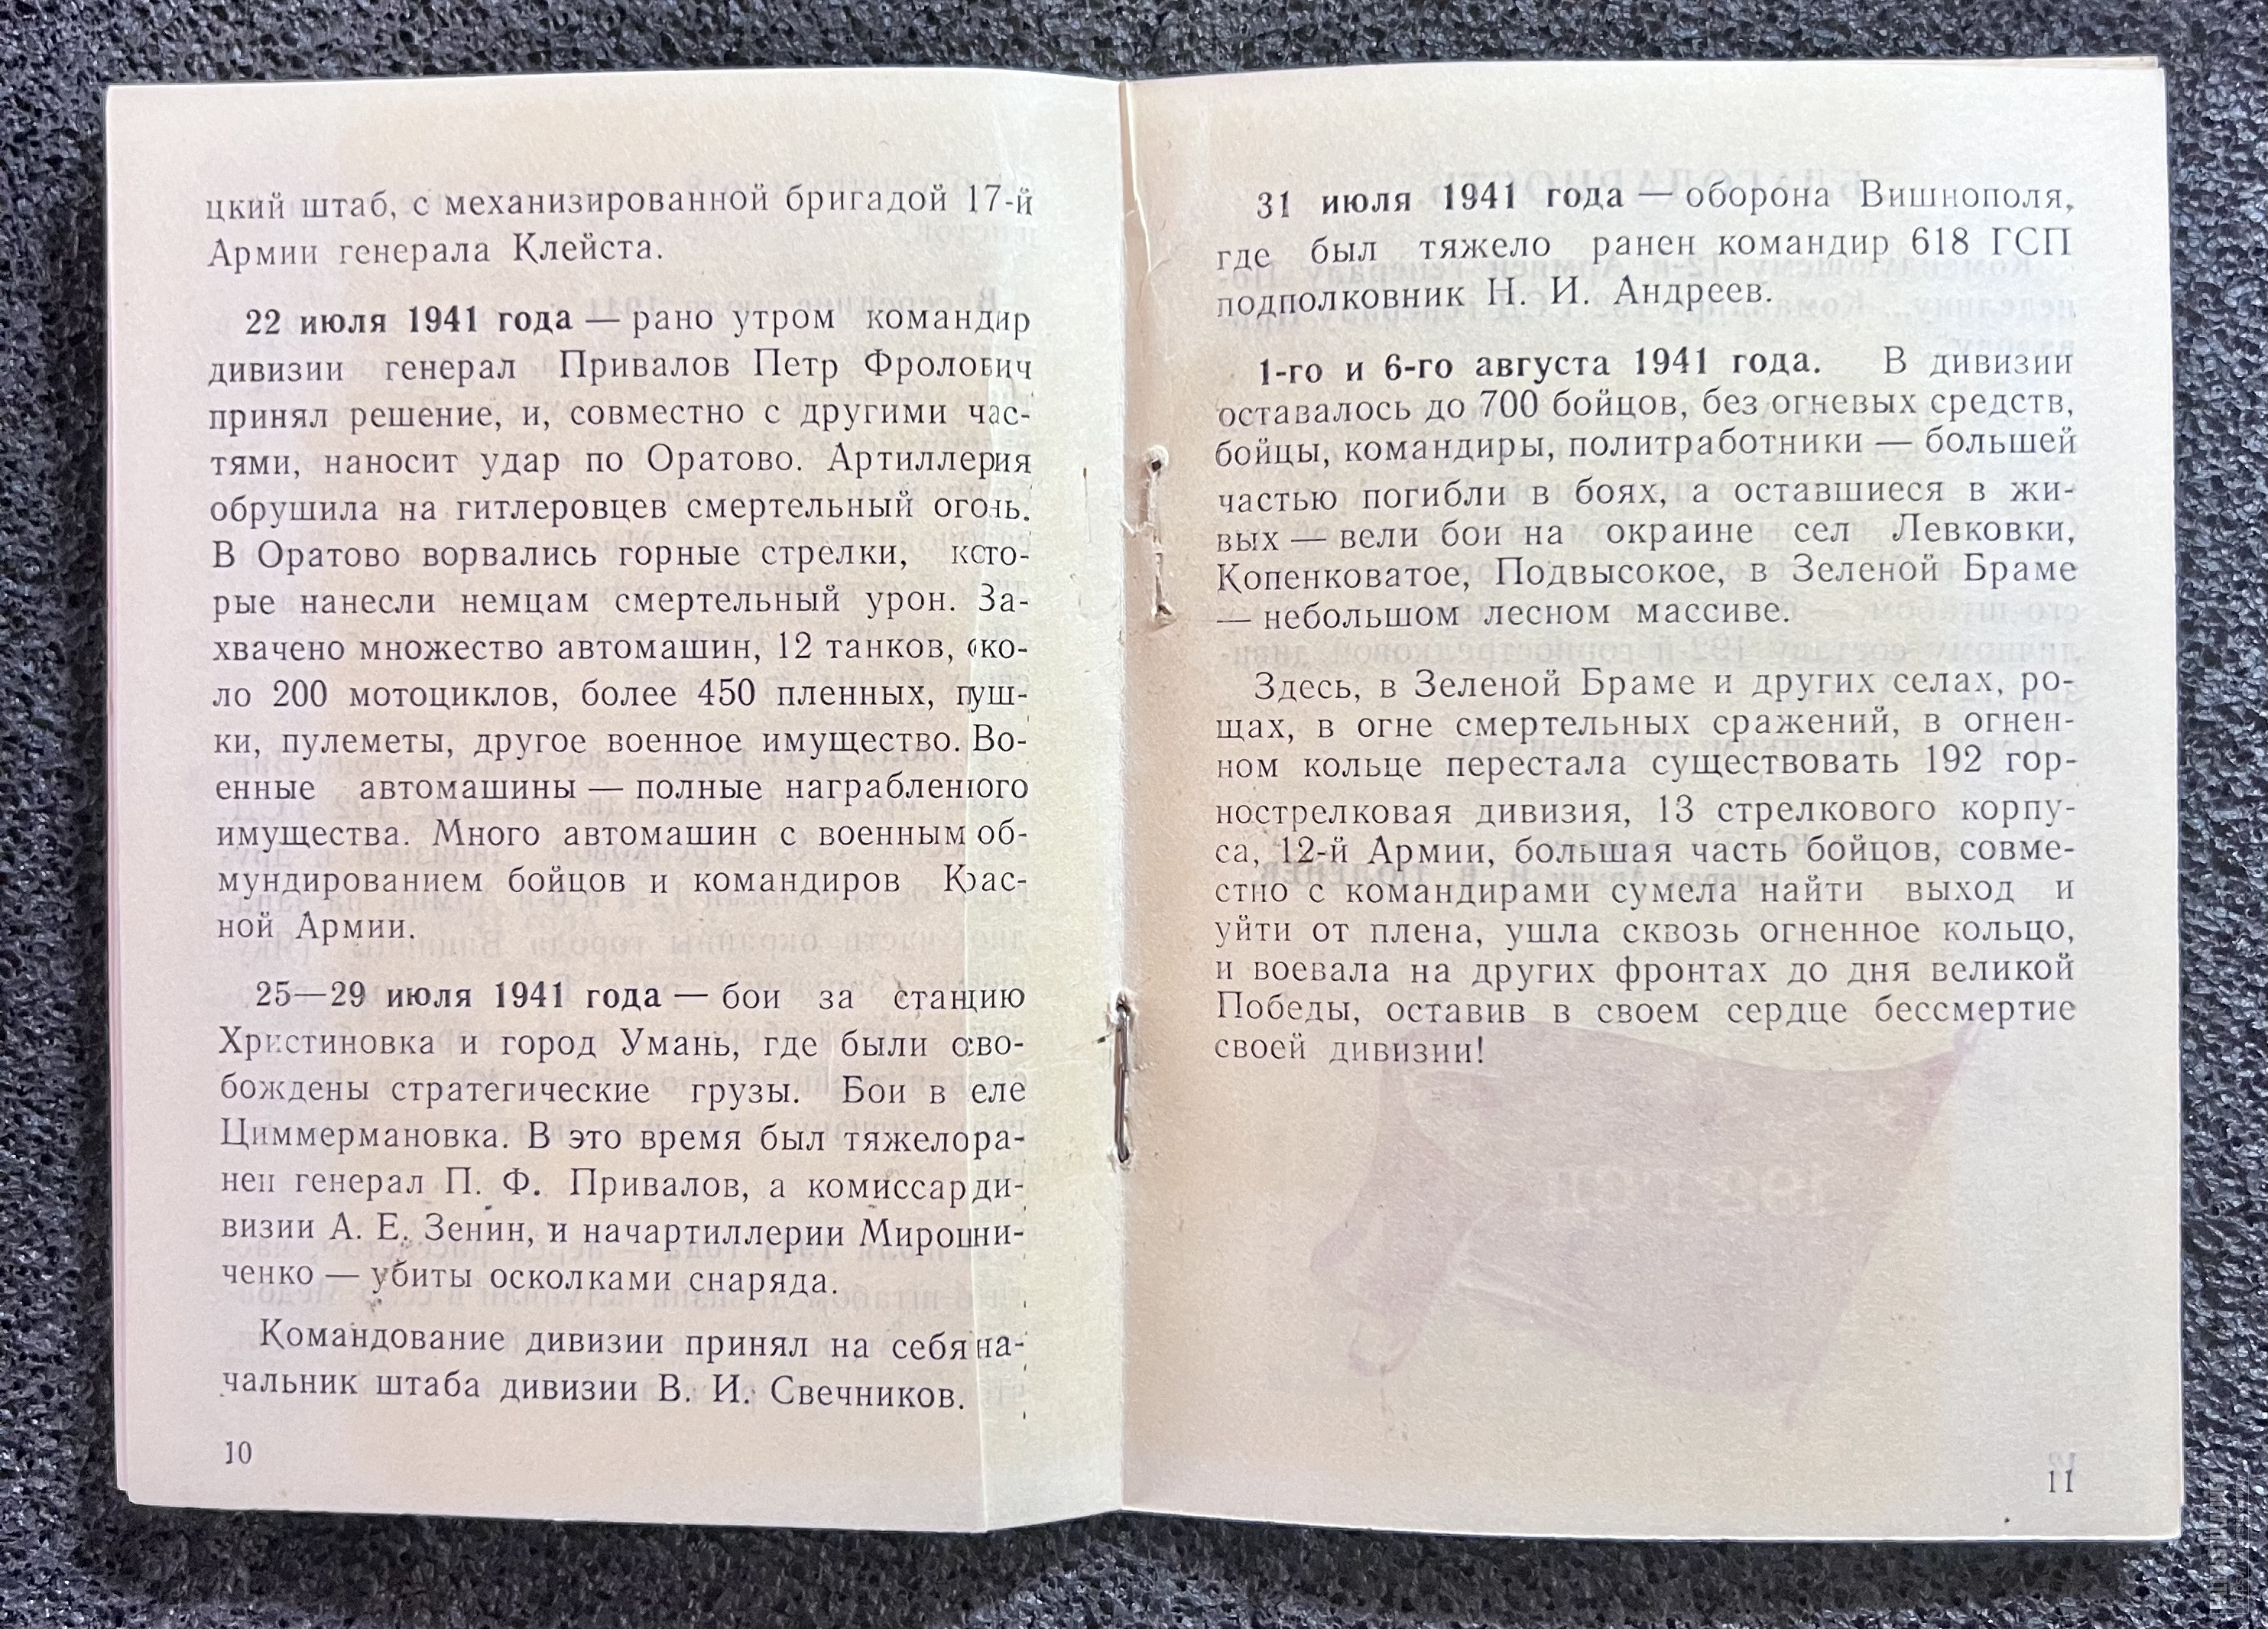 цкий штаб, с механизированной бригадой 17-й
Армии генерала Клейста.
22 июля 1941 года — рано утром командир
дивизии генерал Привалов Петр Фролович
принял решение, и, совместно с другими час-
тями, наносит удар по Оратово. Артиллерия
обрушила на гитлеровцев смертельный огонь.
В Оратово ворвались горные стрелки, кото-
рые нанесли немцам смертельный урон. За-
хвачено множество автомашин, 12 танков, око-
ло 200 мотоциклов, более 450 пленных, пуш-
ки, пулеметы, другое военное имущество. Во-
енные автомашины — полные награбленного
имущества. Много автомашин с военным об-
мундированием бойцов и командиров Крас-
ной Армии.
25—29 июля 1941 года — бои за станцию
Христиновка и город Умань, где были осво-
бождены стратегические грузы. Бои в еле
Циммермановка. В это время был тяжелора-
нен генерал П. Ф. Привалов, а комиссар ди-
визии А. Е. Зенин, и начартиллерии Мирошни-
ченко — убиты осколками снаряда.
Командование дивизии принял на себя на-
чальник штаба дивизии В. И. Свечников.
10
31 июля 1941 года — оборона Вишнополя,
где был тяжело ранен командир 618 ГСП
подполковник Н. И. Андреев.
1-го и 6-го августа 1941 года. В дивизии
оставалось до 700 бойцов, без огневых средств,
бойцы, командиры, политработники — большей
частью погибли в боях, а оставшиеся в жи-
вых — вели бои на окраине сел Левковки,
Копенковатое, Подвысокое, в Зеленой Браме
— небольшом лесном массиве.
Здесь, в Зеленой Браме и других селах, ро-
щах, в огне смертельных сражений, в огнен-
ном кольце перестала существовать 192 гор-
нострелковая дивизия, 13 стрелкового корпу-
са, 12-й Армии, большая часть бойцов, совме-
стно с командирами сумела найти выход и
уйти от плена, ушла сквозь огненное кольцо,
и воевала на других фронтах до дня великой
Победы, оставив в своем сердце бессмертие
своей дивизии!
11